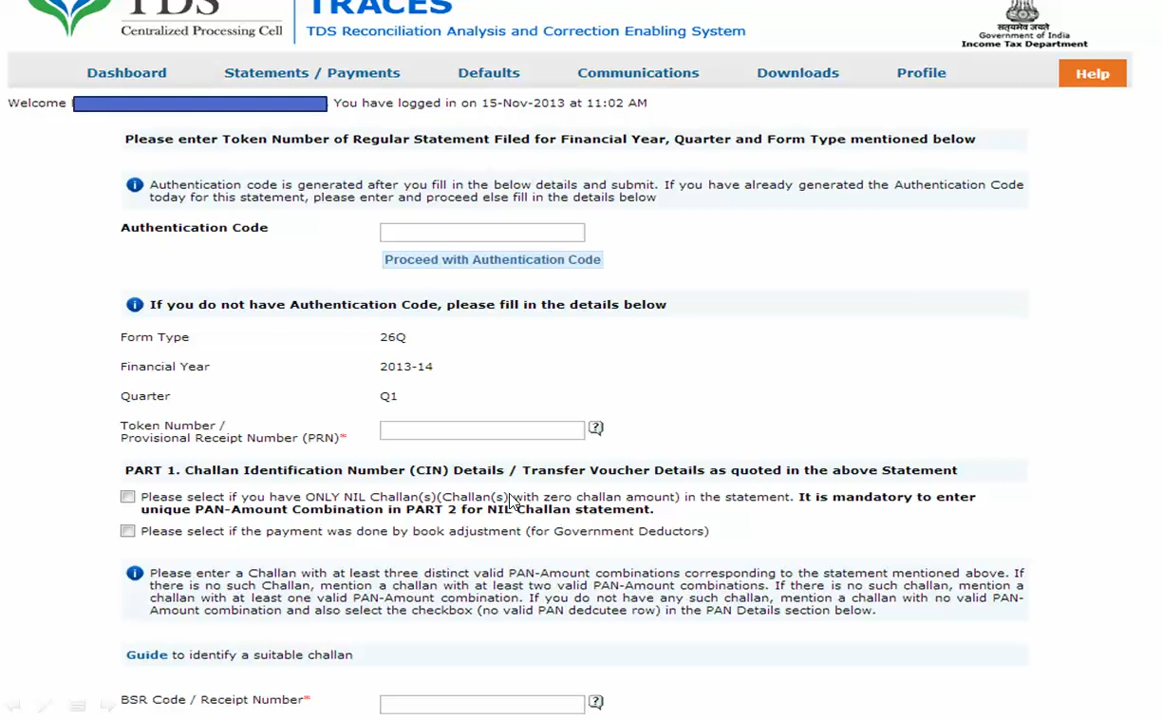 TDS
Centralized Processing Cell
TRACES
TDS Reconciliation Analysis and Correction Enabling System
सत्यमेव जयते
Government of India
Income Tax Department
Dashboard Statements / Payments Defaults Communications Downloads Profile Help
Welcome You have logged in on 15-Nov-2013 at 11:02 AM
Please enter Token Number of Regular Statement Filed for Financial Year, Quarter and Form Type mentioned below
Authentication code is generated after you fill in the below details and submit. If you have already generated the Authentication Code
today for this statement, please enter and proceed else fill in the details below
Authentication Code
Proceed with Authentication Code
If you do not have Authentication Code, please fill in the details below
Form Type 26Q
Financial Year 2013-14
Quarter Q1
Token Number /
Provisional Receipt Number (PRN)*
PART 1. Challan Identification Number (CIN) Details / Transfer Voucher Details as quoted in the above Statement
Please select if you have ONLY NIL Challan(s)(Challan(s) with zero challan amount) in the statement. It is mandatory to enter
unique PAN-Amount Combination in PART 2 for NIL Challan statement.
Please select if the payment was done by book adjustment (for Government Deductors)
Please enter a Challan with at least three distinct valid PAN-Amount combinations corresponding to the statement mentioned above. If
there is no such Challan, mention a challan with at least two valid PAN-Amount combinations. If there is no such challan, mention a
challan with at least one valid PAN-Amount combination. If you do not have any such challan, mention a challan with no valid PAN-
Amount combination and also select the checkbox (no valid PAN dedcutee row) in the PAN Details section below.
Guide to identify a suitable challan
BSR Code / Receipt Number*